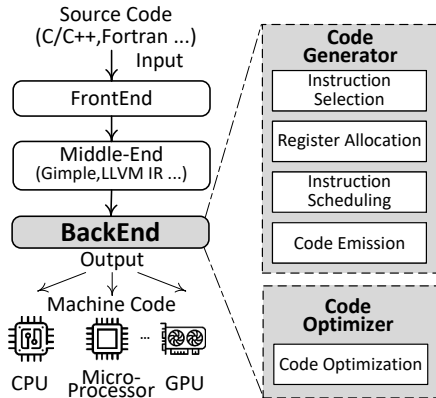 Source Code
(C/C++,Fortran ...)
Input
FrontEnd
Middle-End
(Gimple,LLVM IR ...)
BackEnd
Output
Machine Code
...
CPU
Micro-
Processor
GPU
Code
Generator
Instruction
Selection
Register Allocation
Instruction
Scheduling
Code Emission
Code
Optimizer
Code Optimization